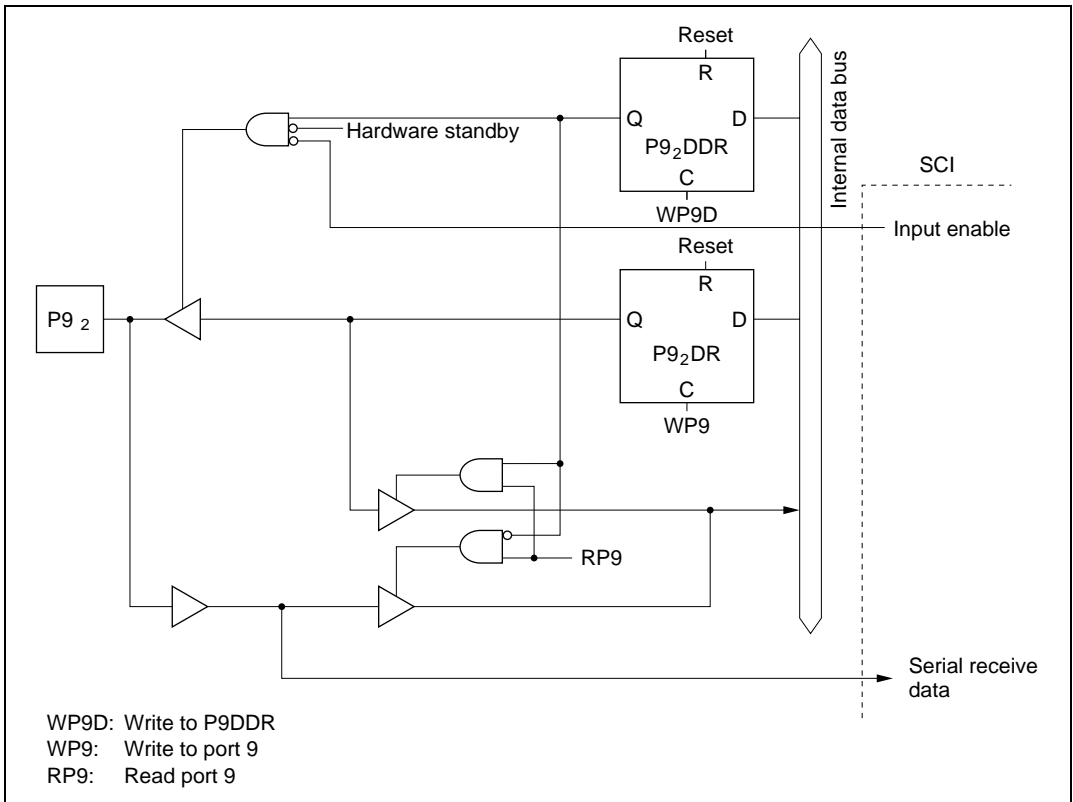 Reset
R
Q
D
P9₂DDR
C
WP9D
Hardware standby
Internal data bus
SCI
Input enable
Reset
R
Q
D
P9₂DR
C
WP9
P9 ₂
RP9
Serial receive
data
WP9D: Write to P9DDR
WP9: Write to port 9
RP9: Read port 9